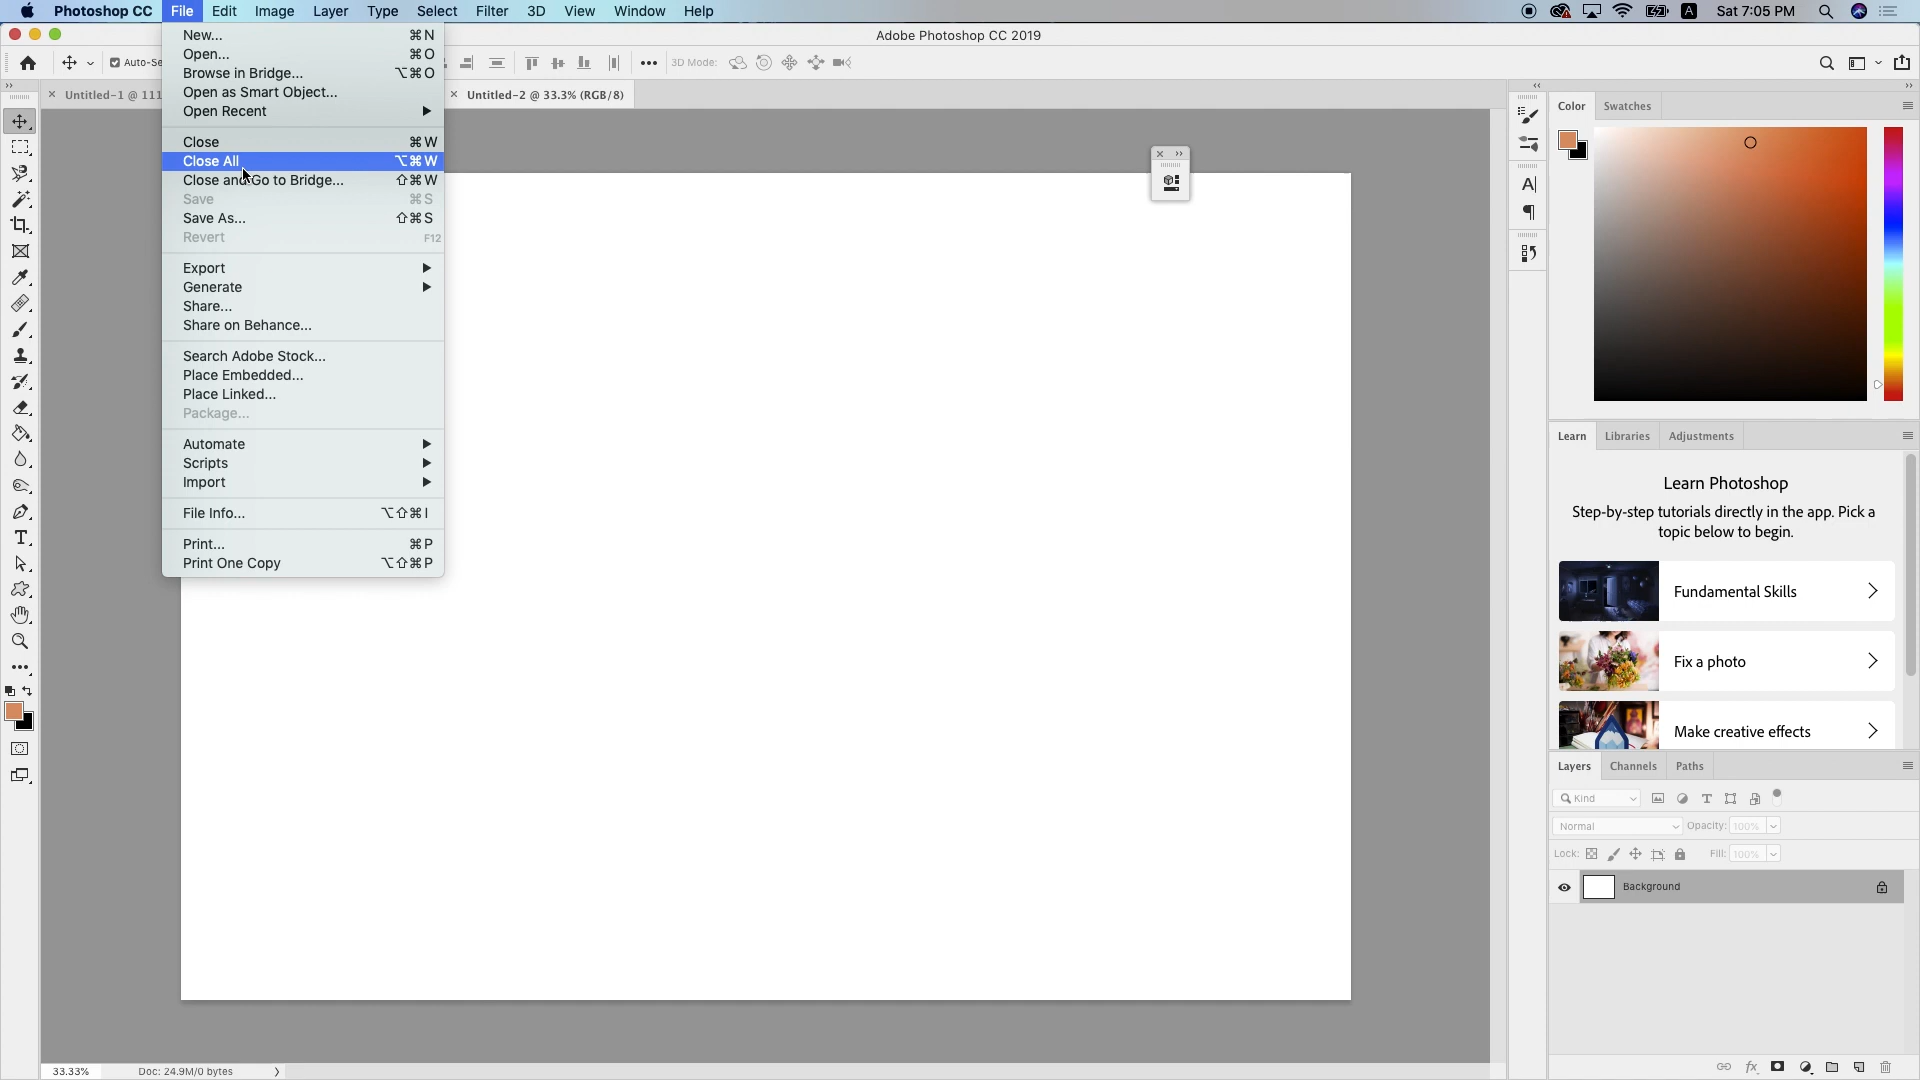 Photoshop CC File Edit Image Layer Type Select Filter 3D View Window Help A Sat 7:05 PM
Adobe Photoshop CC 2019
Auto-Se 3D Mode:
× Untitled-1 @ 111 × Untitled-2 @ 33.3% (RGB/8)
New... ⌘N
Open... ⌘O
Browse in Bridge... ⌥⌘O
Open as Smart Object...
Open Recent
Close ⌘W
Close All ⌥⌘W
Close and Go to Bridge... ⇧⌘W
Save ⌘S
Save As... ⇧⌘S
Revert F12
Export
Generate
Share...
Share on Behance...
Search Adobe Stock...
Place Embedded...
Place Linked...
Package...
Automate
Scripts
Import
File Info... ⌥⇧⌘I
Print... ⌘P
Print One Copy ⌥⇧⌘P
Color Swatches
Learn Libraries Adjustments
Learn Photoshop
Step-by-step tutorials directly in the app. Pick a
topic below to begin.
Fundamental Skills
Fix a photo
Make creative effects
Layers Channels Paths
Kind
Normal Opacity: 100%
Lock: Fill: 100%
Background
33.33% Doc: 24.9M/0 bytes